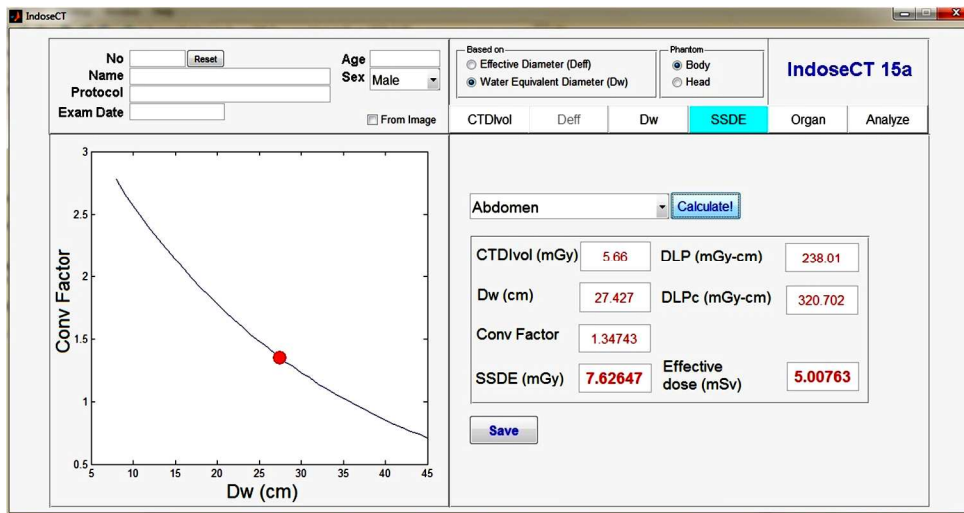 IndoseCT
No
Reset
Name
Protocol
Exam Date
Age
Sex Male
From Image
Based on
Effective Diameter (Deff)
Water Equivalent Diameter (Dw)
Phantom
Body
Head
IndoseCT 15a
CTDIvol Deff Dw SSDE Organ Analyze
3
2.5
2
1.5
1
0.5
5 10 15 20 25 30 35 40 45
Conv Factor
Dw (cm)
Abdomen Calculate!
CTDIvol (mGy) 5.66 DLP (mGy-cm) 238.01
Dw (cm) 27.427 DLPc (mGy-cm) 320.702
Conv Factor 1.34743
SSDE (mGy) 7.62647 Effective dose (mSv) 5.00763
Save